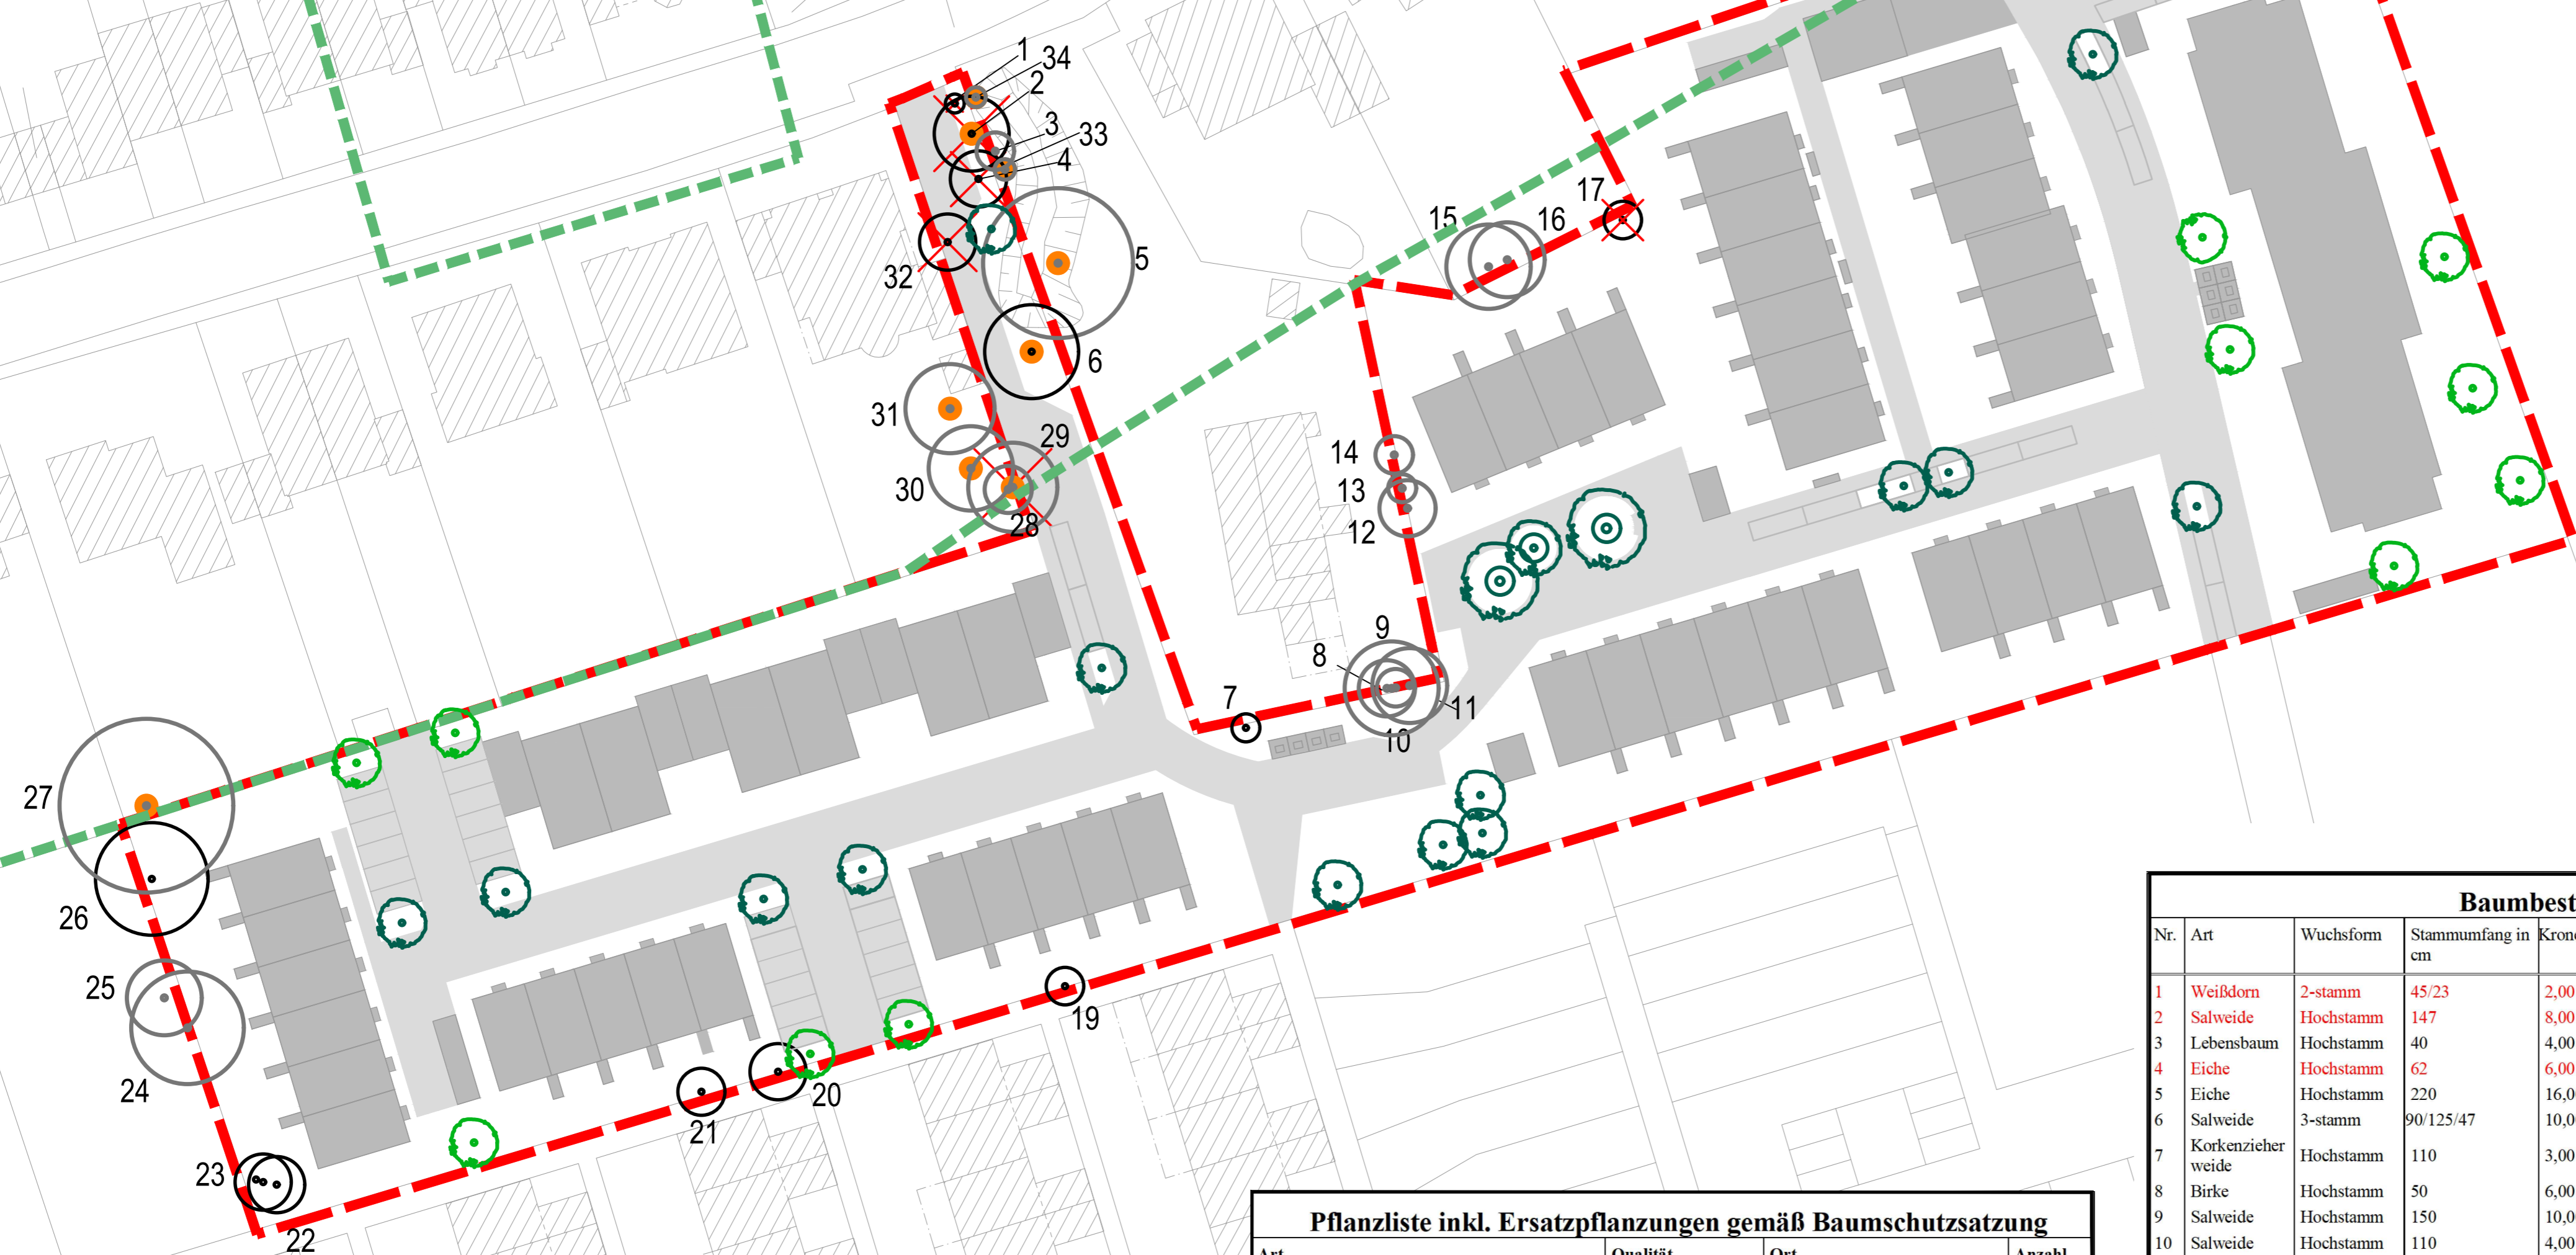 1
34
2
3
33
4
5
32
6
31
29
30
28
17
15
16
14
13
12
9
8
7
11
10
27
26
25
24
23
22
21
20
19
Baumbest
Nr. Art Wuchsform Stammumfang in Kron
cm
1 Weißdorn 2-stamm 45/23 2,00
2 Salweide Hochstamm 147 8,00
3 Lebensbaum Hochstamm 40 4,00
4 Eiche Hochstamm 62 6,00
5 Eiche Hochstamm 220 16,0
6 Salweide 3-stamm 90/125/47 10,0
7 Korkenzieher Hochstamm 110 3,00
weide
8 Birke Hochstamm 50 6,00
9 Salweide Hochstamm 150 10,0
10 Salweide Hochstamm 110 4,00
Pflanzliste inkl. Ersatzpflanzungen gemäß Baumschutzsatzung
Art Qualität Ort Anzahl